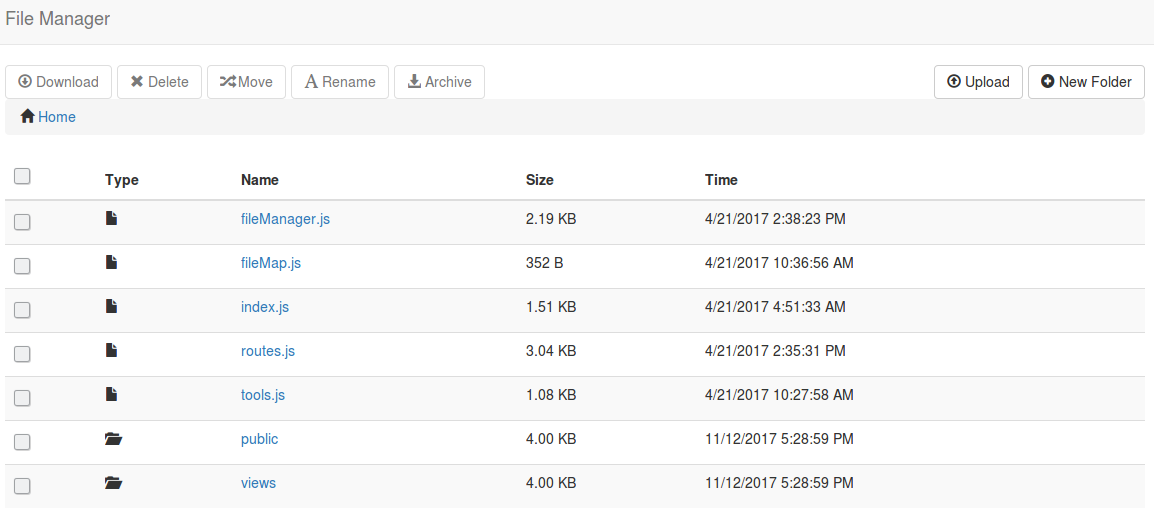 File Manager
Download Delete Move Rename Archive Upload New Folder
Home
Type Name Size Time
fileManager.js 2.19 KB 4/21/2017 2:38:23 PM
fileMap.js 352 B 4/21/2017 10:36:56 AM
index.js 1.51 KB 4/21/2017 4:51:33 AM
routes.js 3.04 KB 4/21/2017 2:35:31 PM
tools.js 1.08 KB 4/21/2017 10:27:58 AM
public 4.00 KB 11/12/2017 5:28:59 PM
views 4.00 KB 11/12/2017 5:28:59 PM